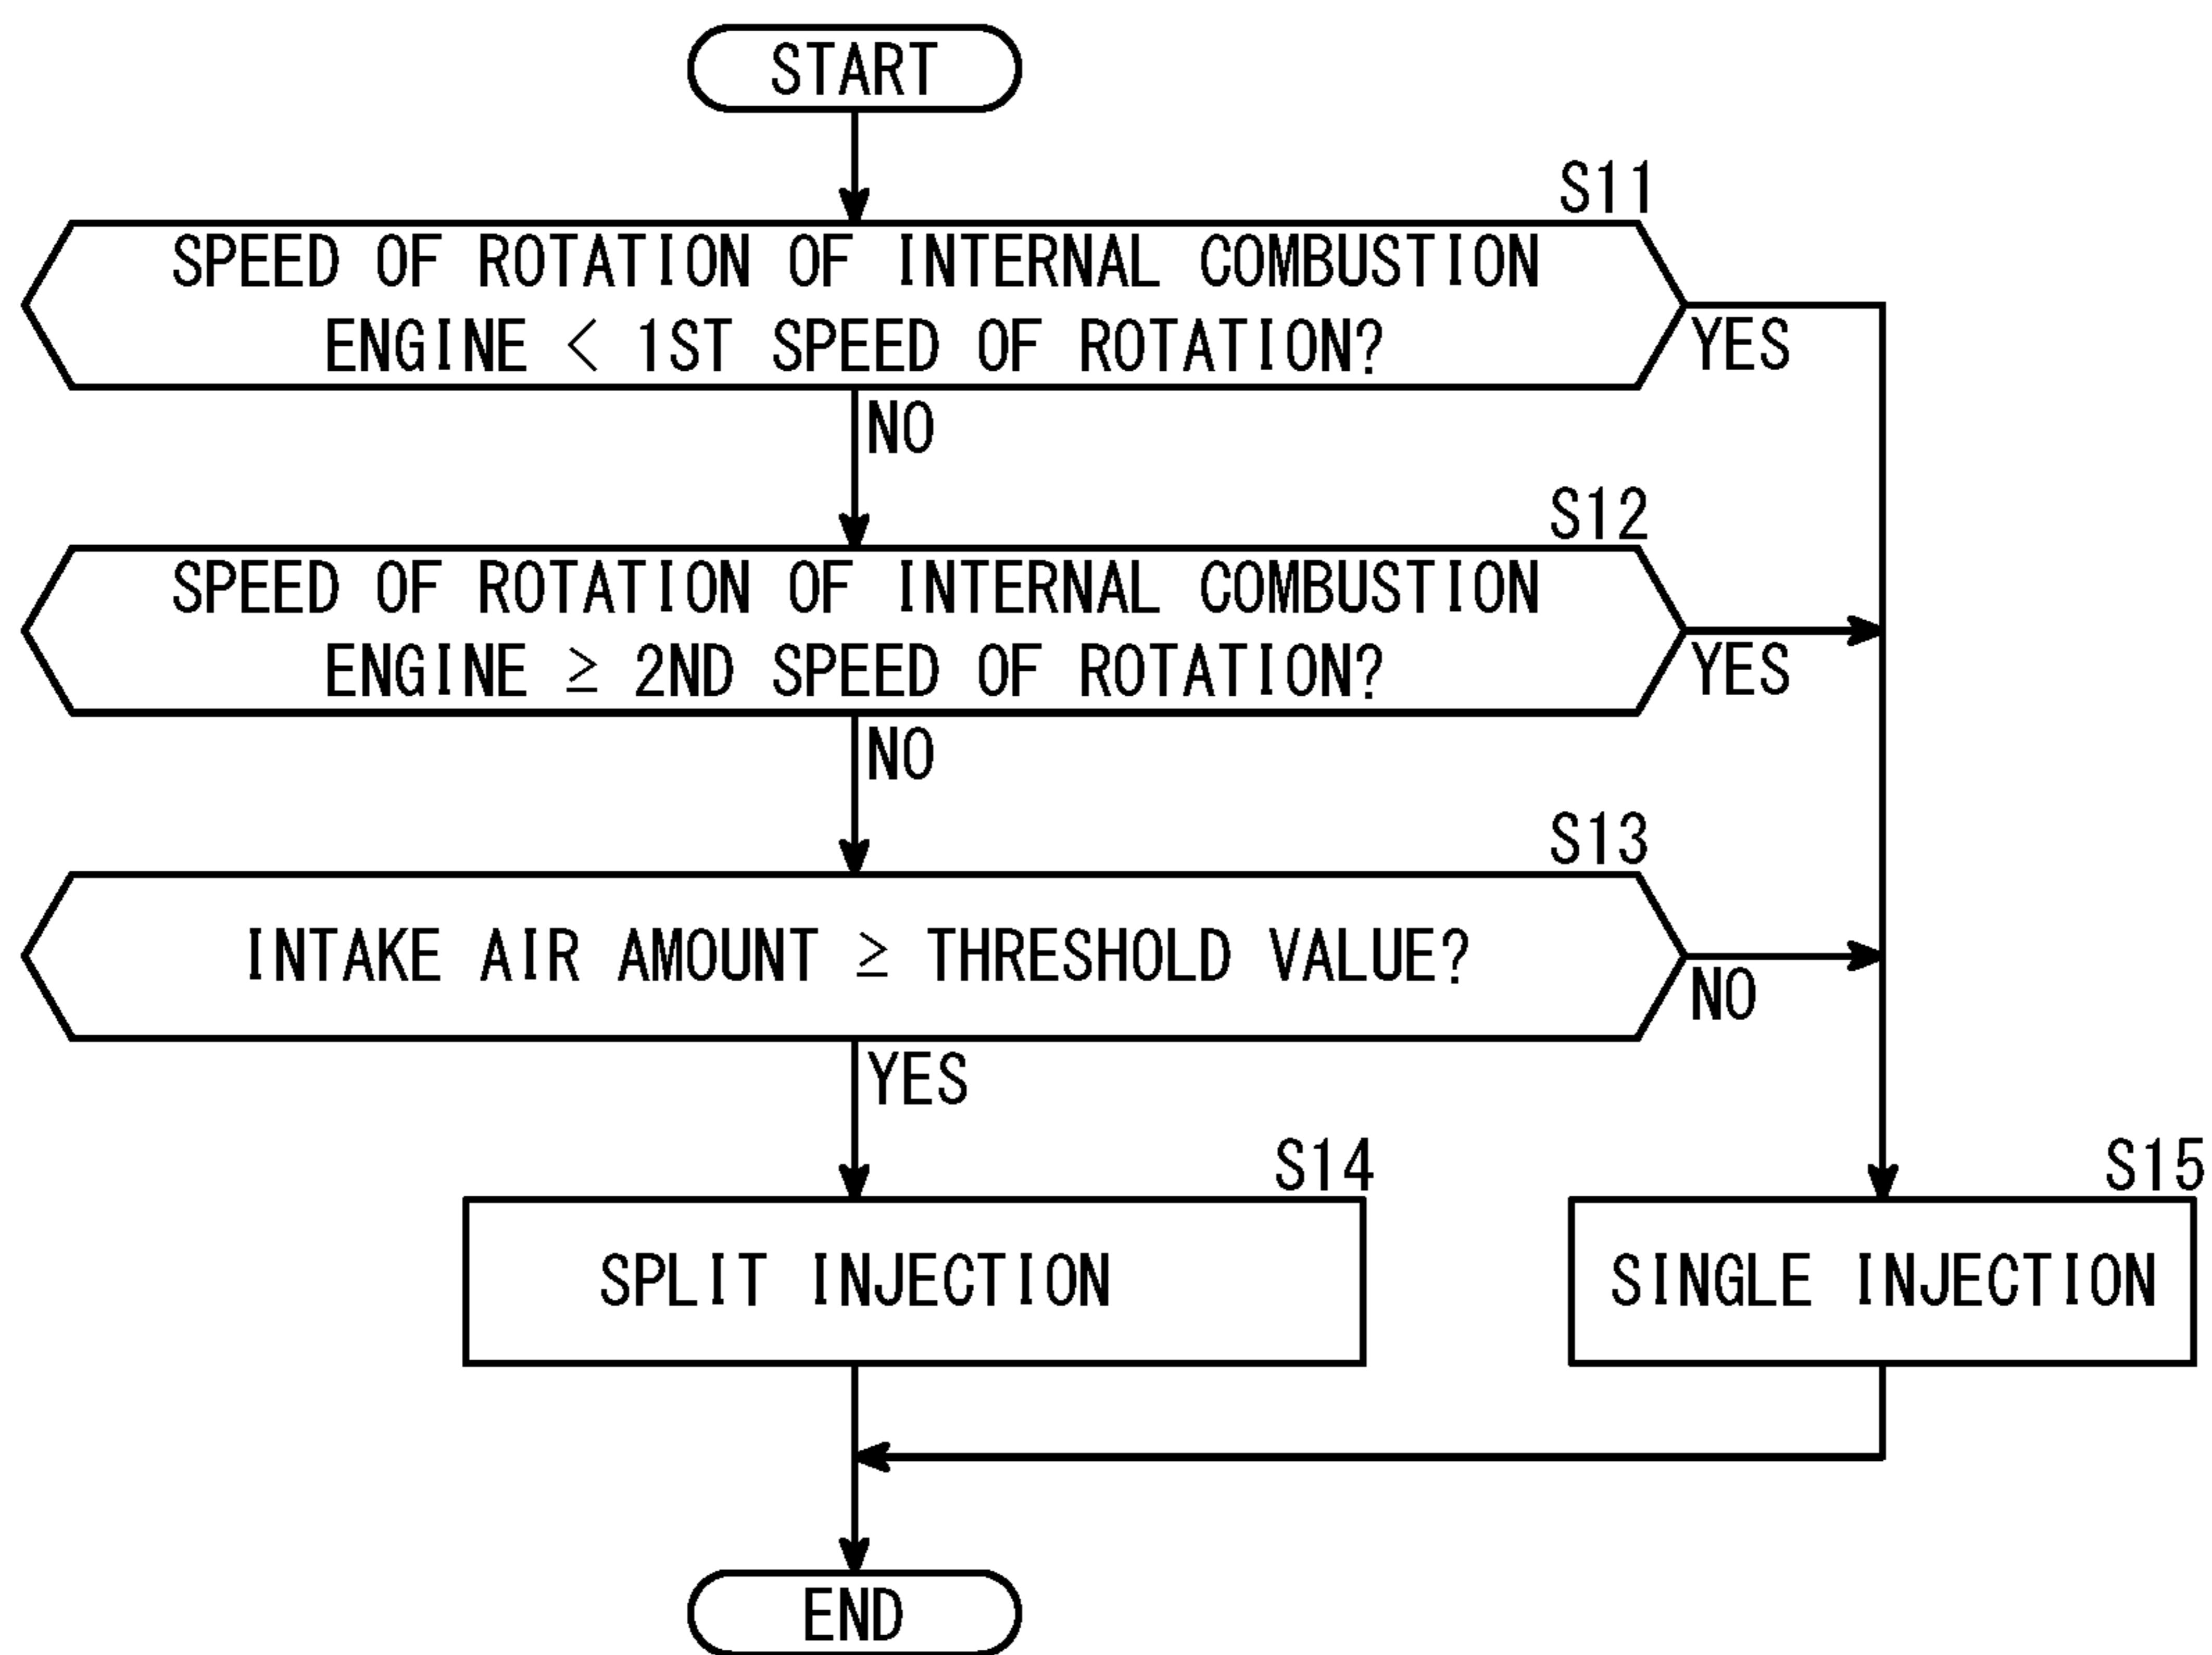 START
S11
SPEED OF ROTATION OF INTERNAL COMBUSTION
ENGINE < 1ST SPEED OF ROTATION?
YES
NO
S12
SPEED OF ROTATION OF INTERNAL COMBUSTION
ENGINE ≥ 2ND SPEED OF ROTATION?
YES
NO
S13
INTAKE AIR AMOUNT ≥ THRESHOLD VALUE?
NO
YES
S14
SPLIT INJECTION
S15
SINGLE INJECTION
END